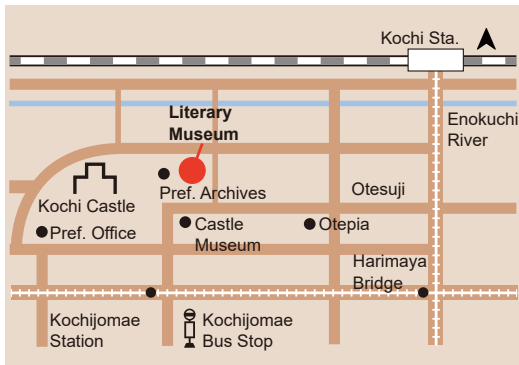 Kochi Sta.
Literary
Museum
Enokuchi
River
Pref. Archives
Otesuji
Kochi Castle
Castle
Museum
Otepia
Pref. Office
Harimaya
Bridge
Kochijomae
Station
Kochijomae
Bus Stop